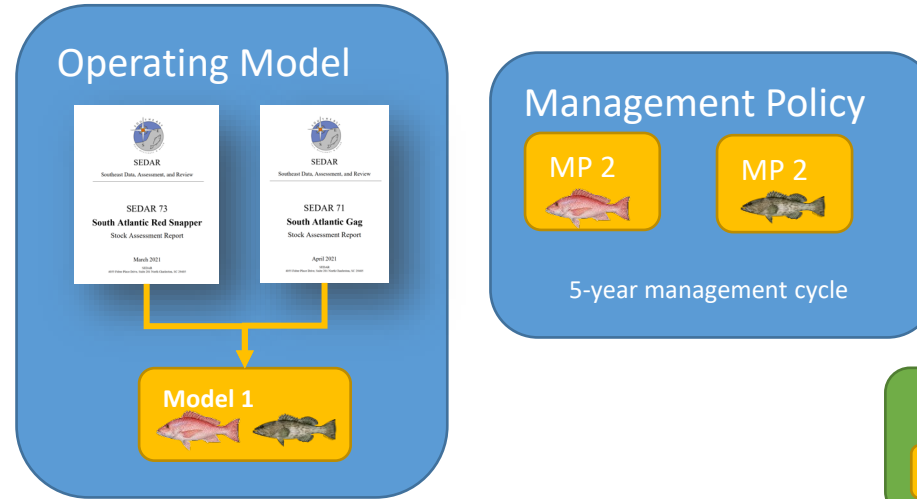 Operating Model
SEDAR
Southeast Data, Assessment, and Review
SEDAR 73
South Atlantic Red Snapper
Stock Assessment Report
March 2021
SEDAR
SEDAR
Southeast Data, Assessment, and Review
SEDAR 71
South Atlantic Gag
Stock Assessment Report
April 2021
SEDAR
Model 1
Management Policy
MP 2
MP 2
5-year management cycle